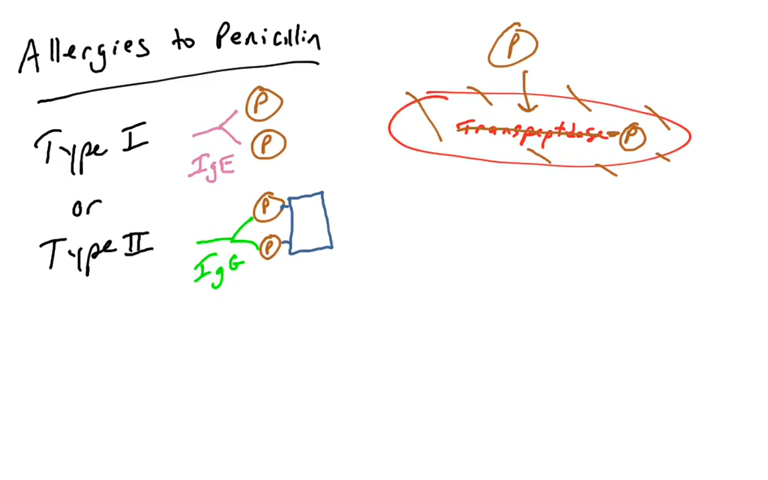 Allergies to Penicillin
Type I
P
P
IgE
or
Type II
P
P
IgG
P
Transpeptidase
P